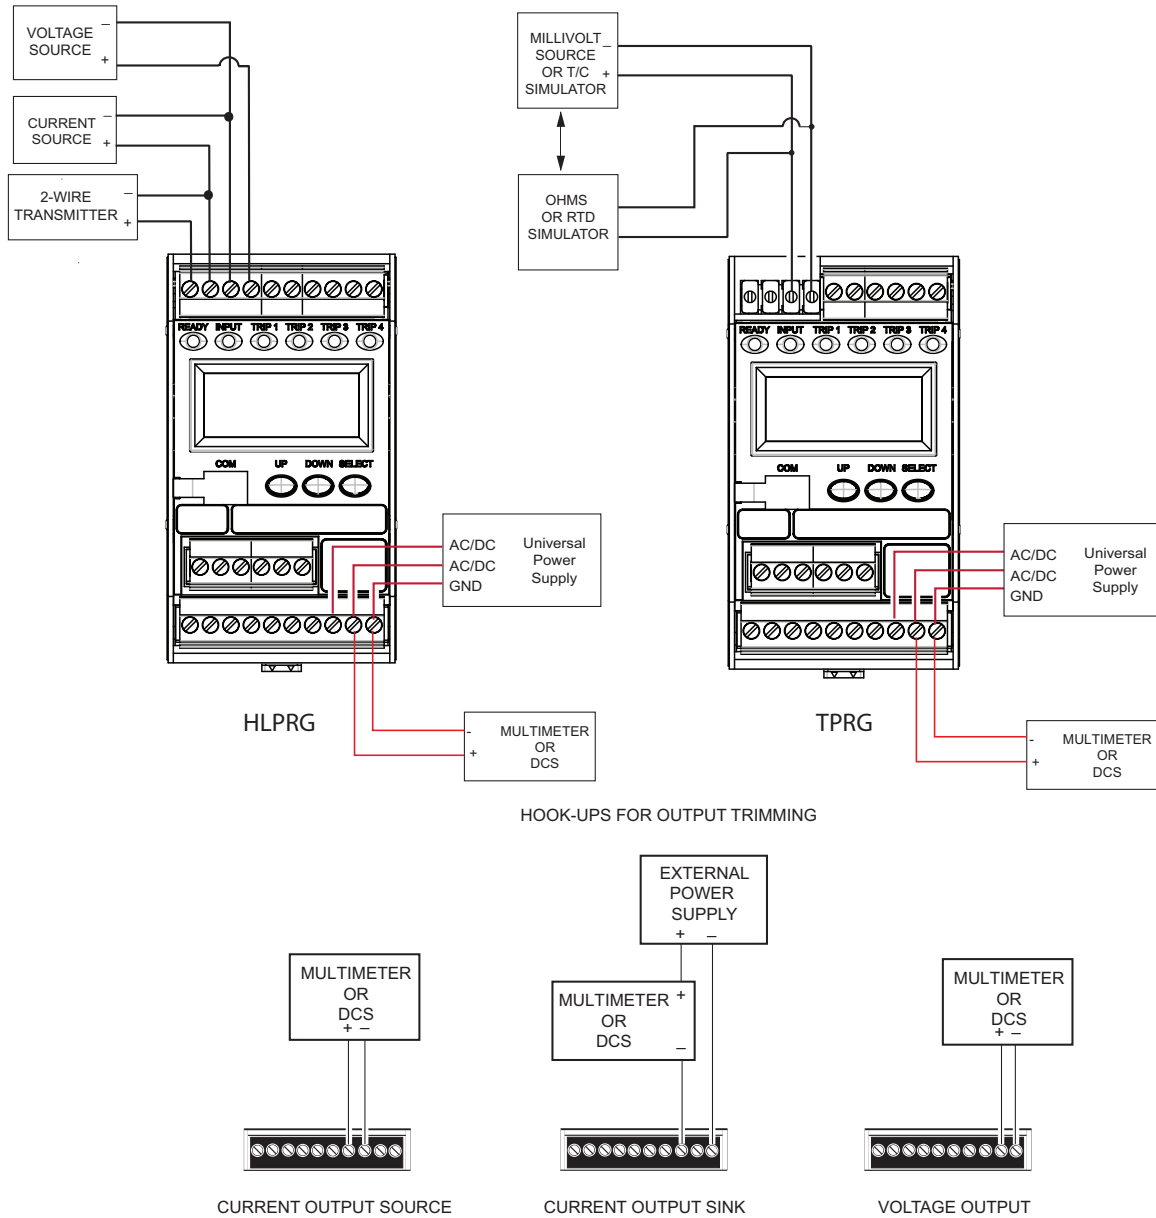 VOLTAGE
SOURCE
–
+
CURRENT
SOURCE
–
+
2-WIRE
TRANSMITTER
–
+
READY INPUT TRIP 1 TRIP 2 TRIP 3 TRIP 4
COM UP DOWN SELECT
AC/DC
AC/DC
GND
Universal
Power
Supply
HLPRG
-
+
MULTIMETER
OR
DCS
MILLIVOLT
SOURCE
OR T/C
SIMULATOR
–
+
OHMS
OR RTD
SIMULATOR
READY INPUT TRIP 1 TRIP 2 TRIP 3 TRIP 4
COM UP DOWN SELECT
AC/DC
AC/DC
GND
Universal
Power
Supply
TPRG
-
+
MULTIMETER
OR
DCS
HOOK-UPS FOR OUTPUT TRIMMING
MULTIMETER
OR
DCS
+ –
CURRENT OUTPUT SOURCE
EXTERNAL
POWER
SUPPLY
+ –
MULTIMETER +
OR
DCS –
CURRENT OUTPUT SINK
MULTIMETER
OR
DCS
+ –
VOLTAGE OUTPUT